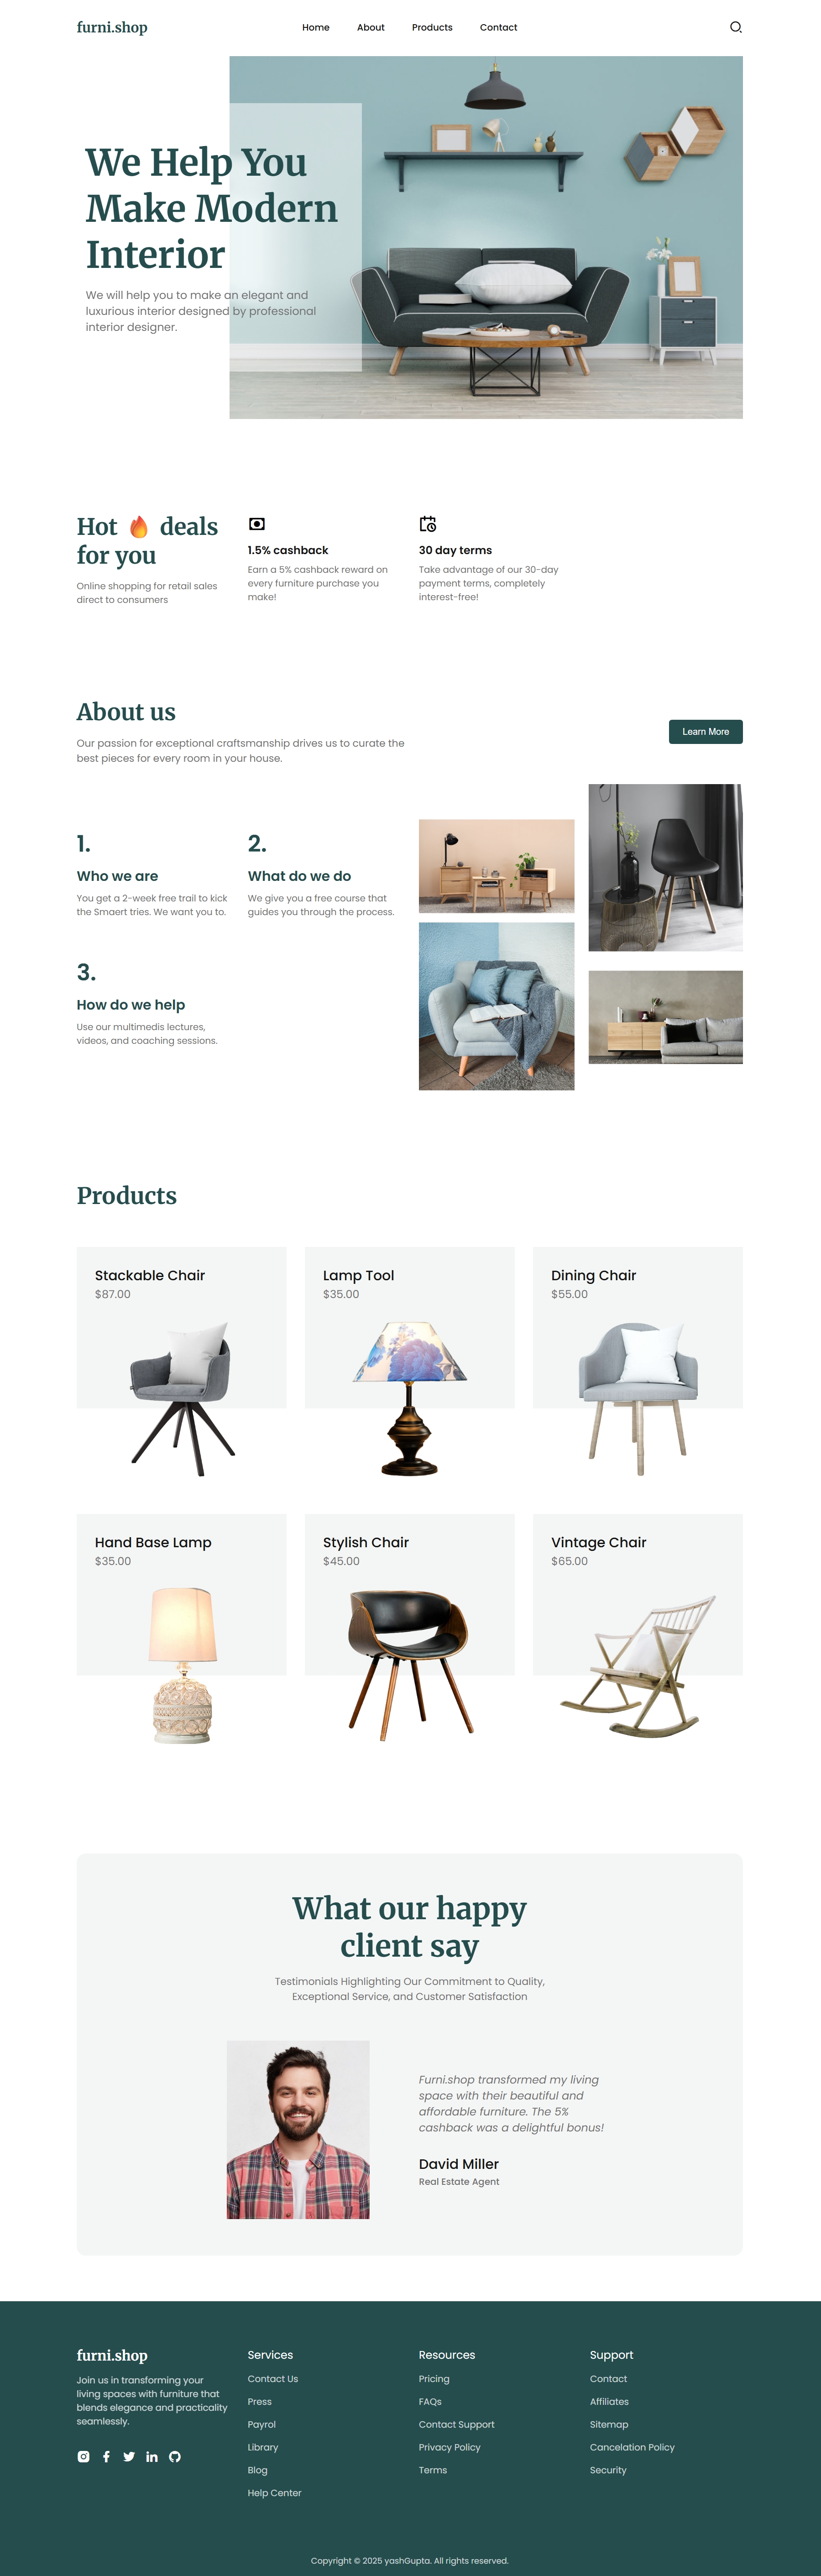 furni.shop
Home
About
Products
Contact
We Help You
Make Modern
Interior
We will help you to make an elegant and
luxurious interior designed by professional
interior designer.
Hot 🔥 deals
for you
Online shopping for retail sales
direct to consumers
1.5% cashback
Earn a 5% cashback reward on
every furniture purchase you
make!
30 day terms
Take advantage of our 30-day
payment terms, completely
interest-free!
About us
Our passion for exceptional craftsmanship drives us to curate the
best pieces for every room in your house.
Learn More
1.
Who we are
You get a 2-week free trail to kick
the Smaert tries. We want you to.
2.
What do we do
We give you a free course that
guides you through the process.
3.
How do we help
Use our multimedis lectures,
videos, and coaching sessions.
Products
Stackable Chair
$87.00
Lamp Tool
$35.00
Dining Chair
$55.00
Hand Base Lamp
$35.00
Stylish Chair
$45.00
Vintage Chair
$65.00
What our happy
client say
Testimonials Highlighting Our Commitment to Quality,
Exceptional Service, and Customer Satisfaction
Furni.shop transformed my living
space with their beautiful and
affordable furniture. The 5%
cashback was a delightful bonus!
David Miller
Real Estate Agent
furni.shop
Join us in transforming your
living spaces with furniture that
blends elegance and practicality
seamlessly.
Services
Contact Us
Press
Payrol
Library
Blog
Help Center
Resources
Pricing
FAQs
Contact Support
Privacy Policy
Terms
Support
Contact
Affiliates
Sitemap
Cancelation Policy
Security
Copyright © 2025 yashGupta. All rights reserved.